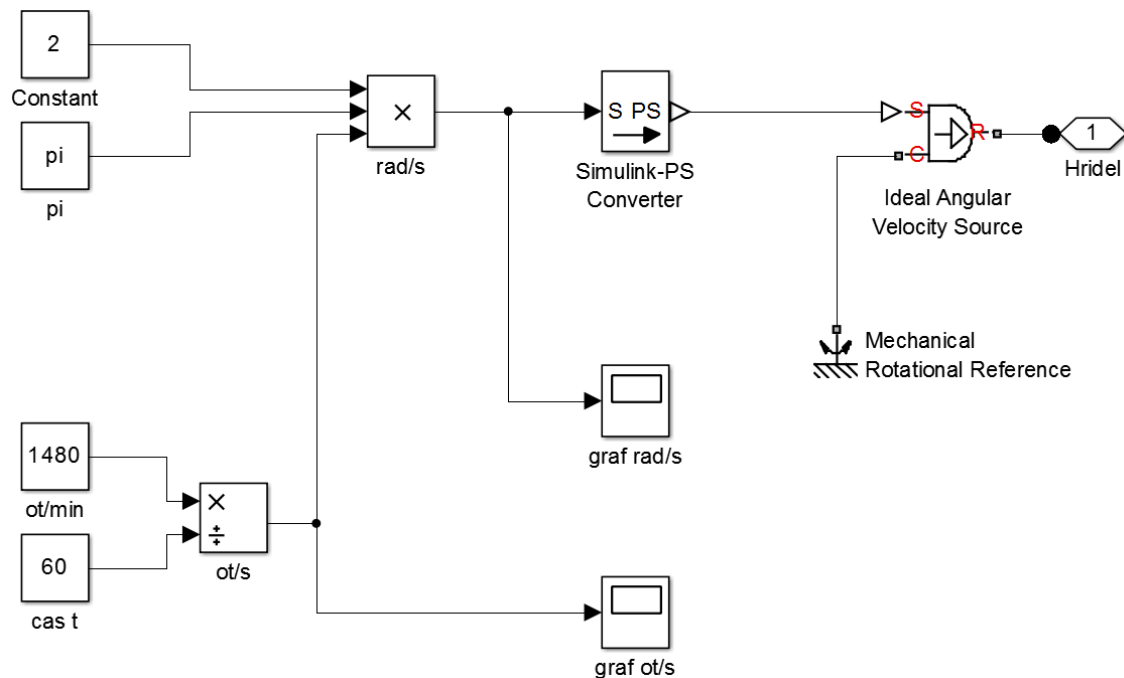 2
Constant
pi
pi
×
rad/s
S PS
Simulink-PS
Converter
S
C
R
Ideal Angular
Velocity Source
1
Hridel
Mechanical
Rotational Reference
graf rad/s
1480
ot/min
×
÷
ot/s
60
cas t
graf ot/s